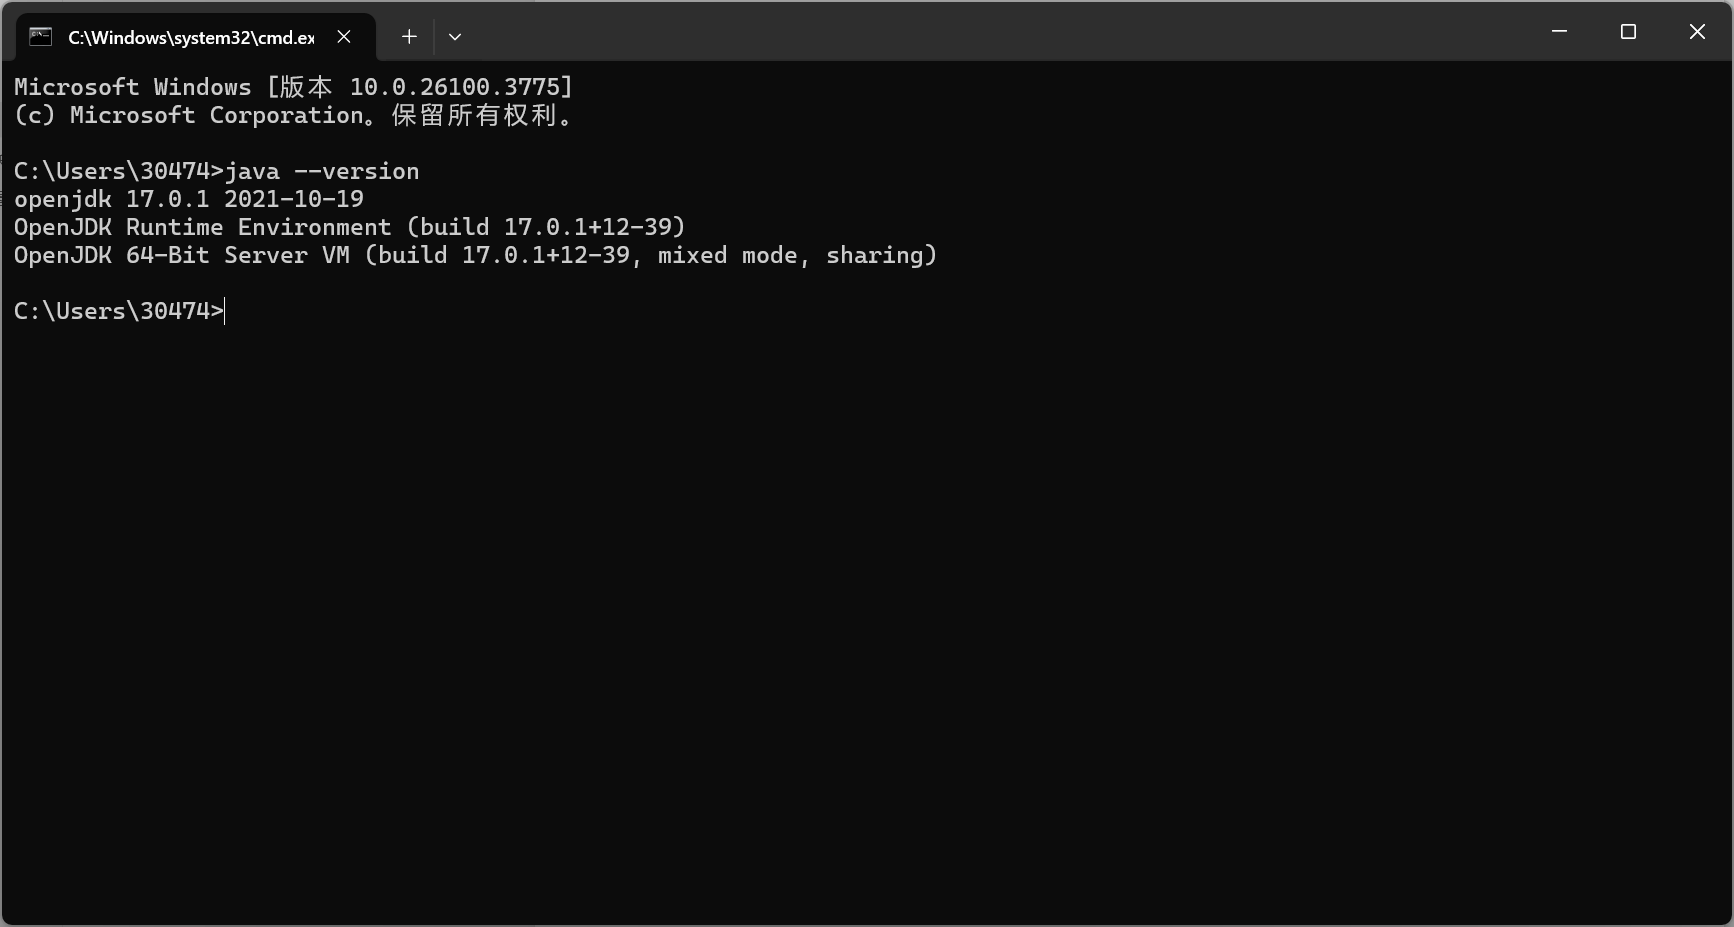 C:\Windows\system32\cmd.ex
Microsoft Windows [版本 10.0.26100.3775]
(c) Microsoft Corporation。保留所有权利。
C:\Users\30474>java --version
openjdk 17.0.1 2021-10-19
OpenJDK Runtime Environment (build 17.0.1+12-39)
OpenJDK 64-Bit Server VM (build 17.0.1+12-39, mixed mode, sharing)
C:\Users\30474>